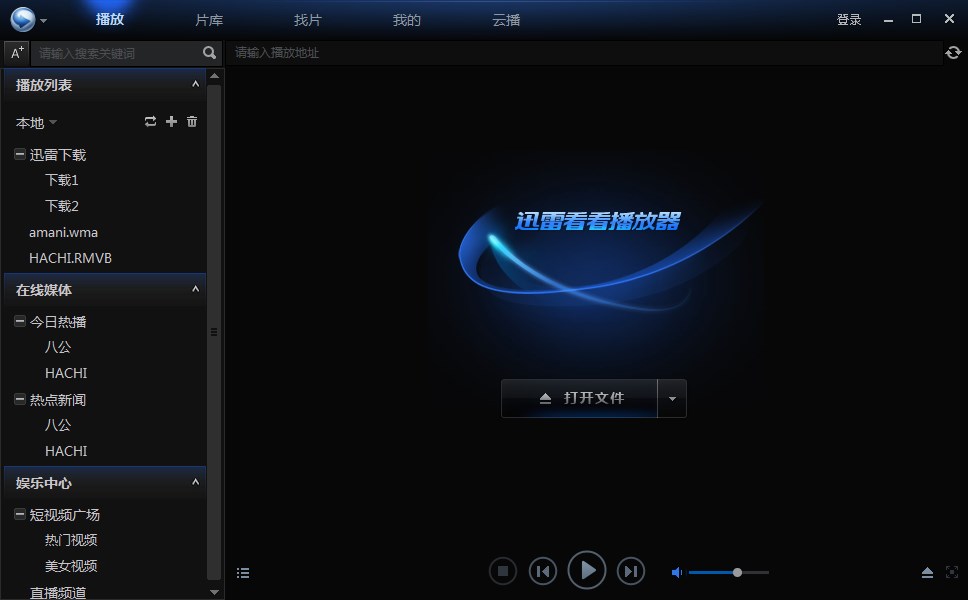 播放 片库 找片 我的 云播 登录
A+ 请输入搜索关键词 请输入播放地址
播放列表
本地
迅雷下载
下载1
下载2
amani.wma
HACHI.RMVB
在线媒体
今日热播
八公
HACHI
热点新闻
八公
HACHI
娱乐中心
短视频广场
热门视频
美女视频
直播频道
迅雷看看播放器
打开文件